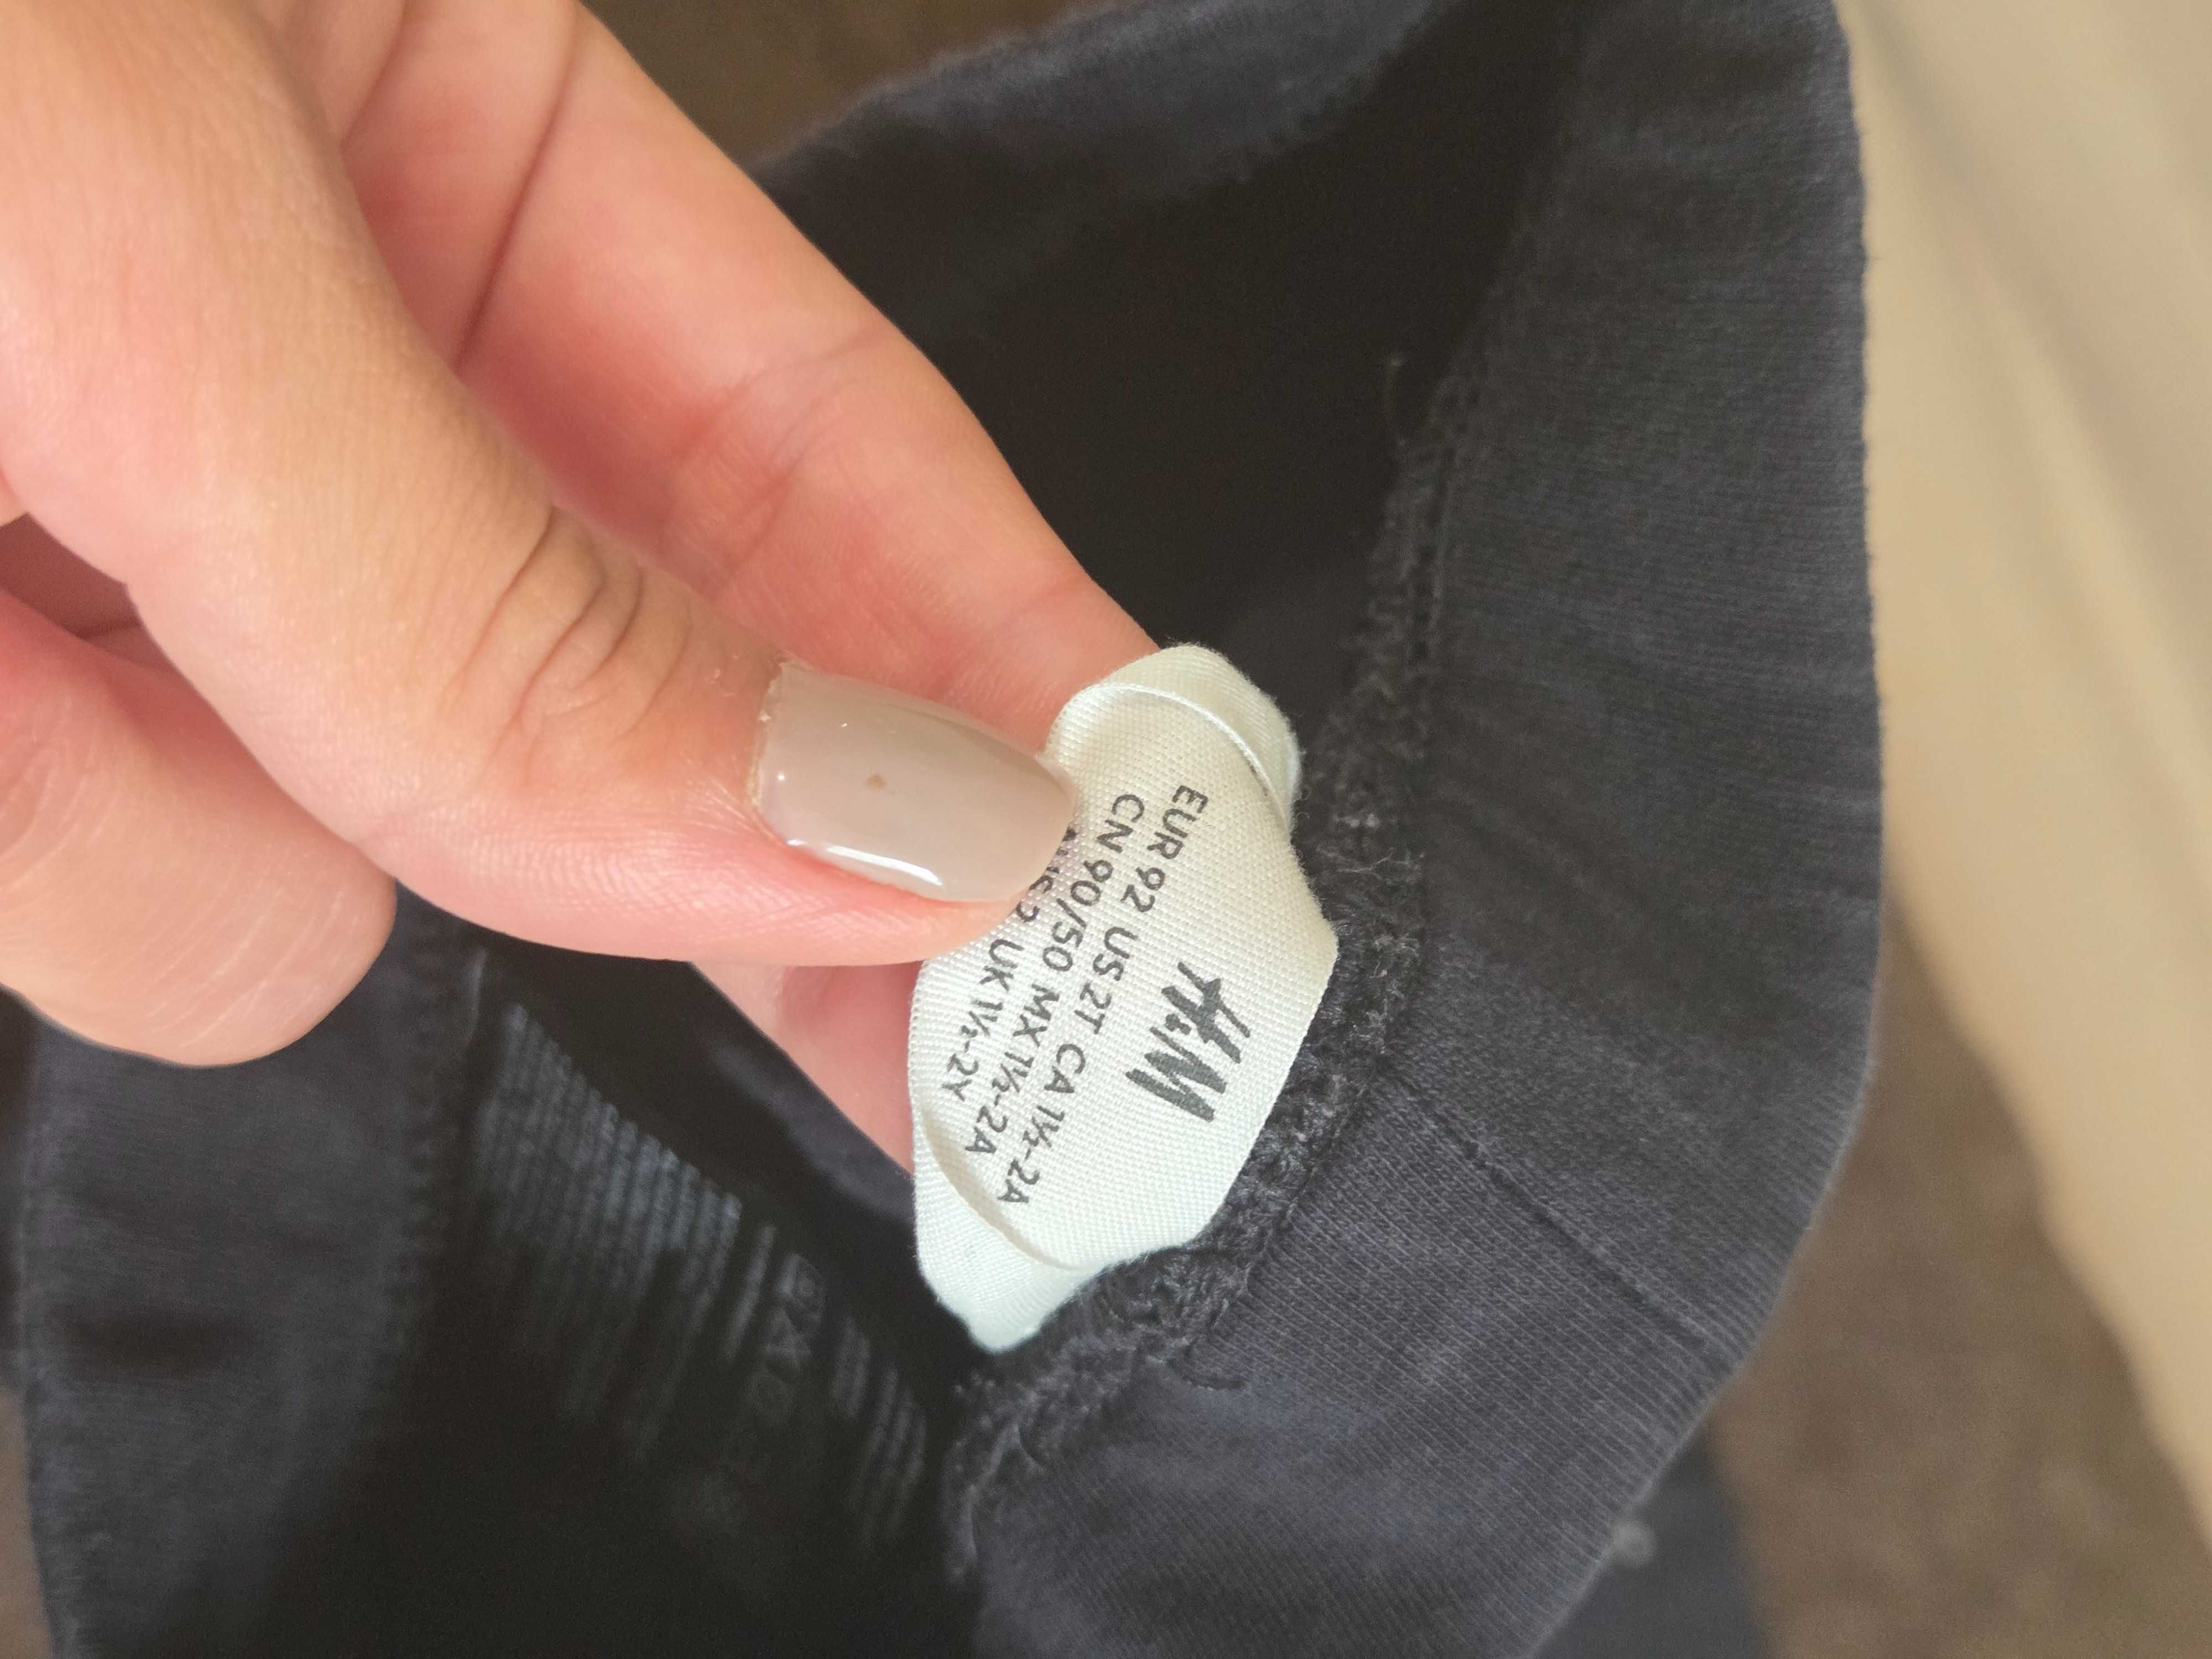 H&M
EUR 92 US 2T CA 1½-2A
CN 90/50 MX 1½-2A
2 UK 1½-2Y